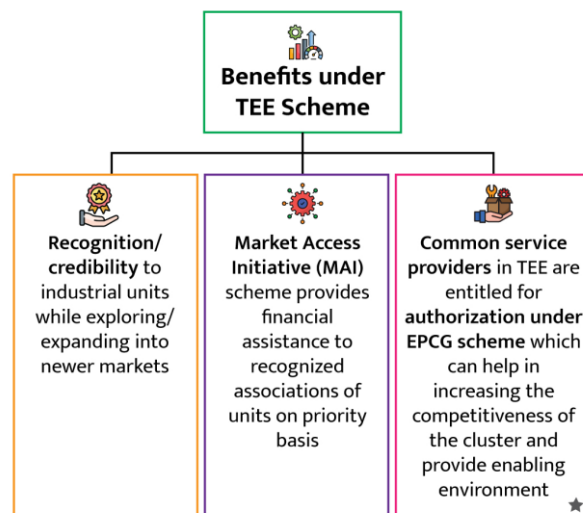 Benefits under
TEE Scheme
Recognition/
credibility to
industrial units
while exploring/
expanding into
newer markets
Market Access
Initiative (MAI)
scheme provides
financial
assistance to
recognized
associations of
units on priority
basis
Common service
providers in TEE are
entitled for
authorization under
EPCG scheme which
can help in
increasing the
competitiveness of
the cluster and
provide enabling
environment